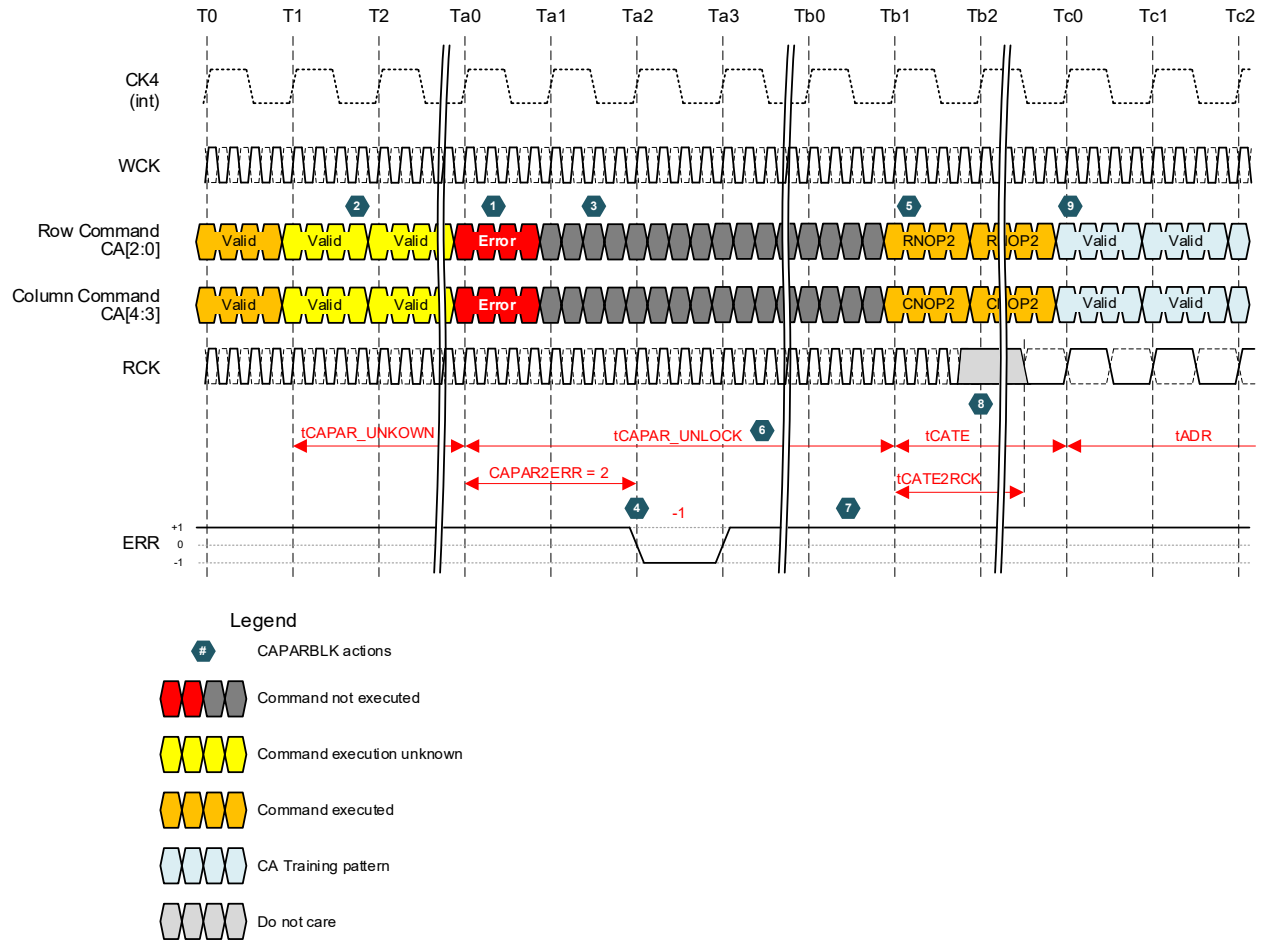 T0 T1 T2 Ta0 Ta1 Ta2 Ta3 Tb0 Tb1 Tb2 Tc0 Tc1 Tc2
CK4
(int)
WCK
2 1 3 5 9
Row Command
CA[2:0]
Valid Valid Valid Error RNOP2 RNOP2 Valid Valid
Column Command
CA[4:3]
Valid Valid Valid Error CNOP2 CNOP2 Valid Valid
RCK
8
tCAPAR_UNKOWN tCAPAR_UNLOCK 6 tCATE tADR
CAPAR2ERR = 2 tCATE2RCK
4 -1 7
ERR
+1
0
-1
Legend
# CAPARBLK actions
Command not executed
Command execution unknown
Command executed
CA Training pattern
Do not care